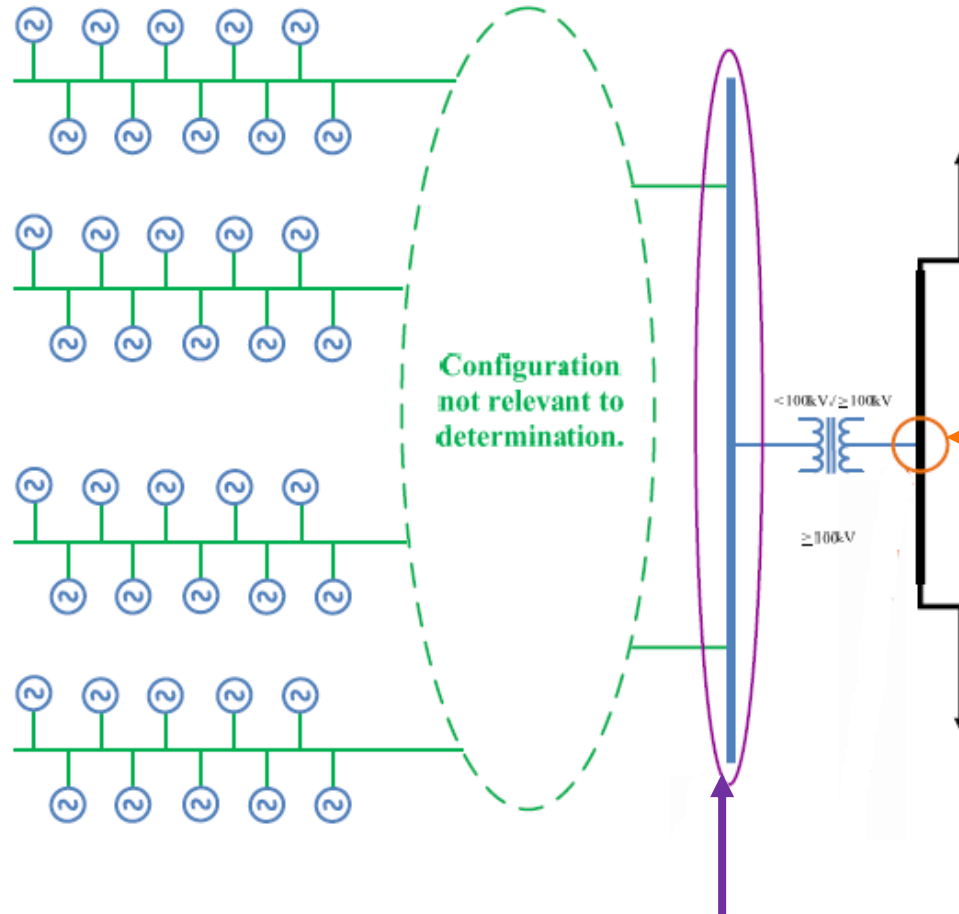 Configuration
not relevant to
determination.
<100kV/≥100kV
≥100kV